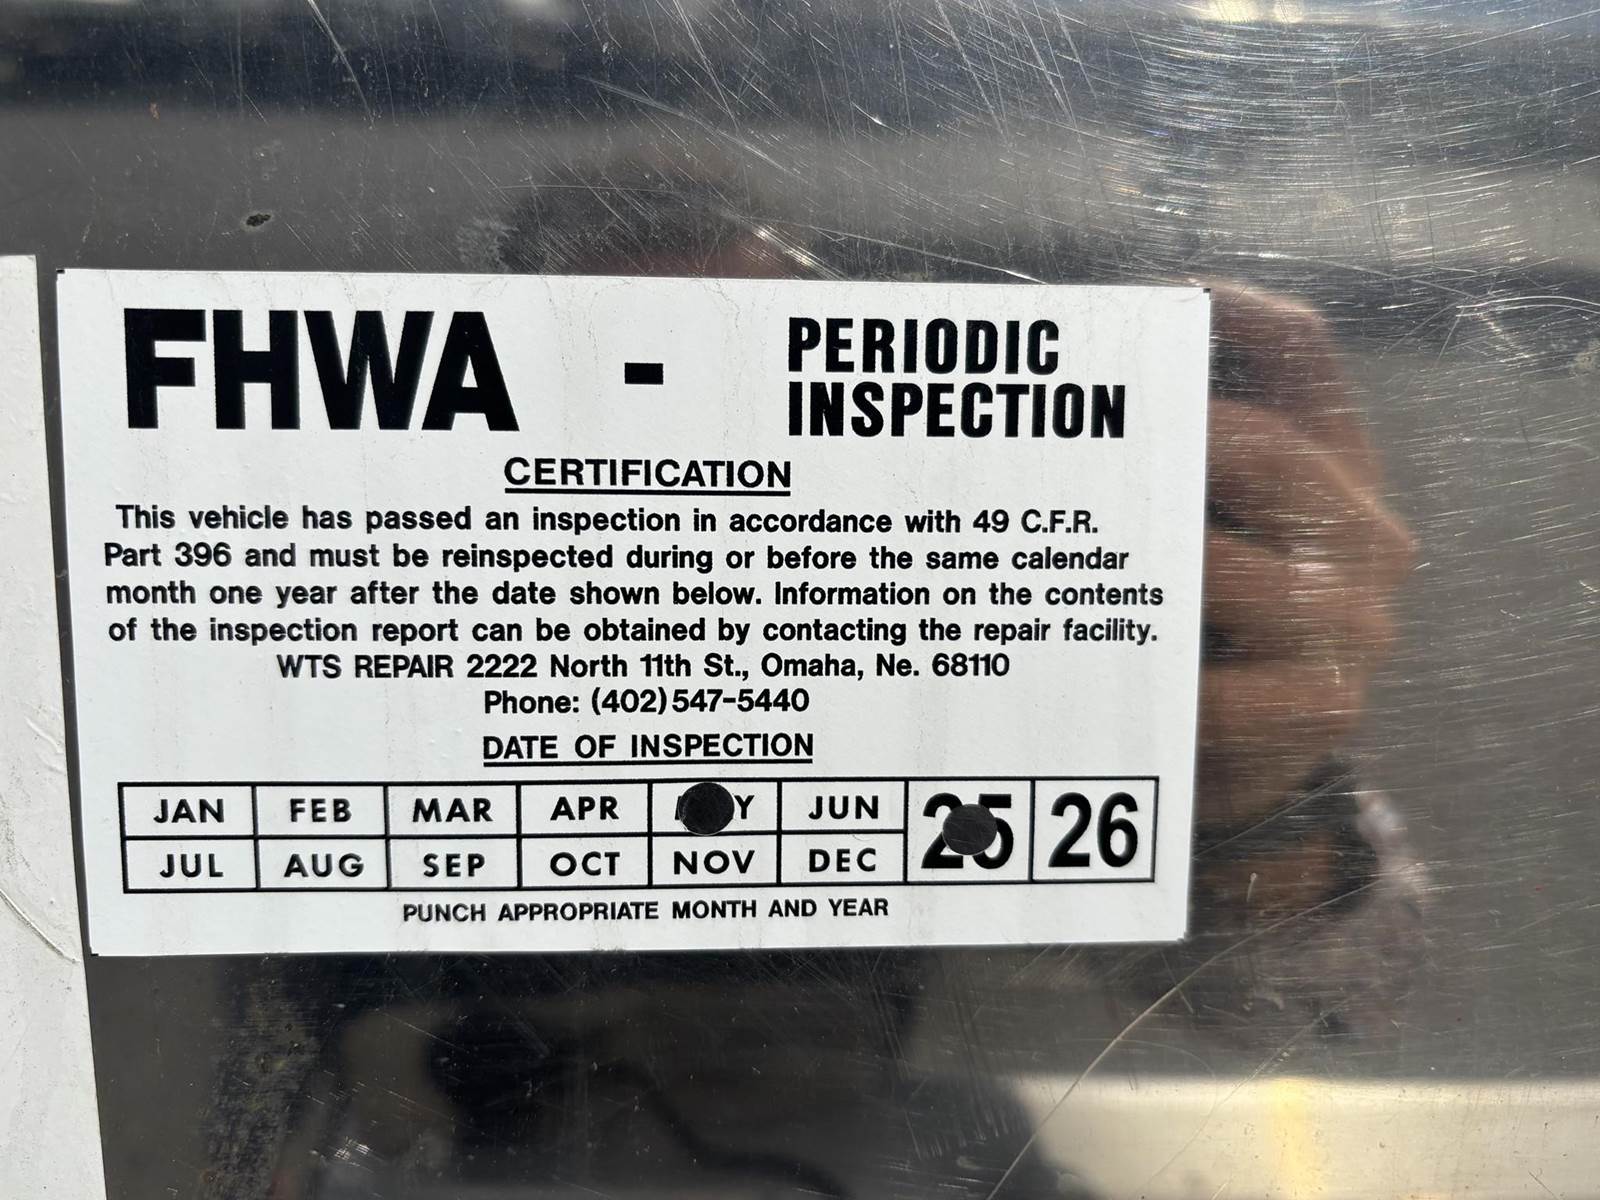 FHWA - PERIODIC
INSPECTION
CERTIFICATION
This vehicle has passed an inspection in accordance with 49 C.F.R.
Part 396 and must be reinspected during or before the same calendar
month one year after the date shown below. Information on the contents
of the inspection report can be obtained by contacting the repair facility.
WTS REPAIR 2222 North 11th St., Omaha, Ne. 68110
Phone: (402)547-5440
DATE OF INSPECTION
JAN FEB MAR APR MAY JUN 25 26
JUL AUG SEP OCT NOV DEC
PUNCH APPROPRIATE MONTH AND YEAR